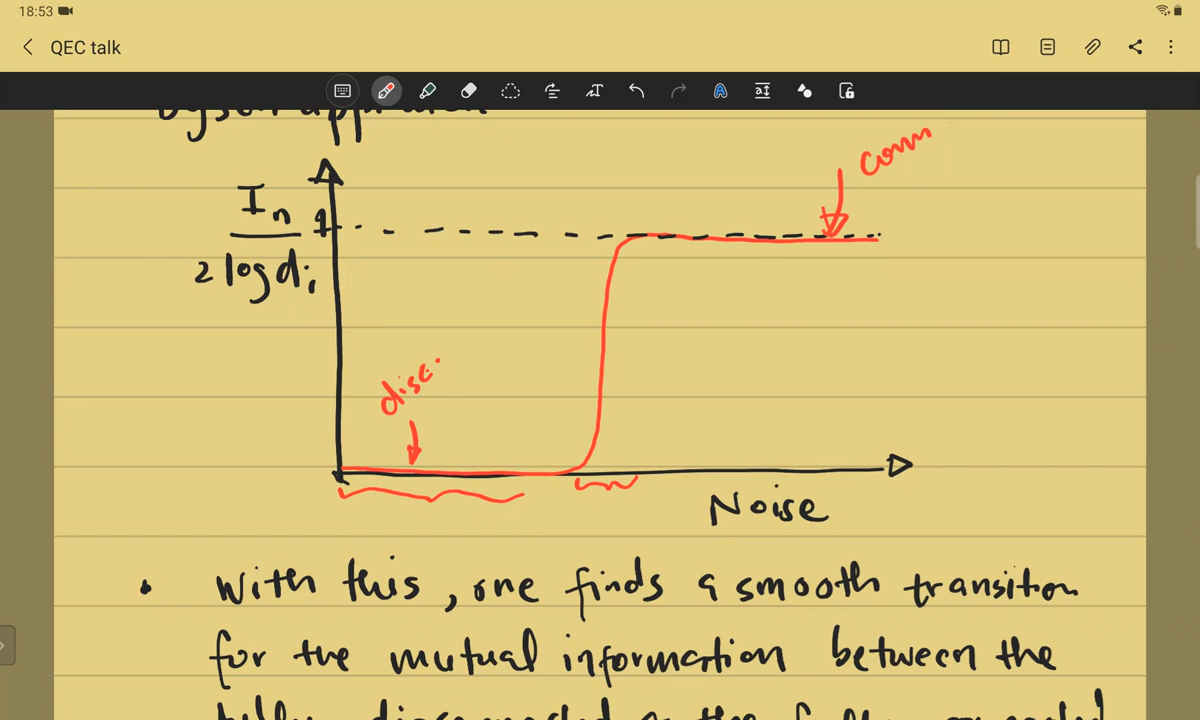 18:53
QEC talk
I_n
1
2 log d_i
conn
disc.
Noise
• With this, one finds a smooth transition
for the mutual information between the